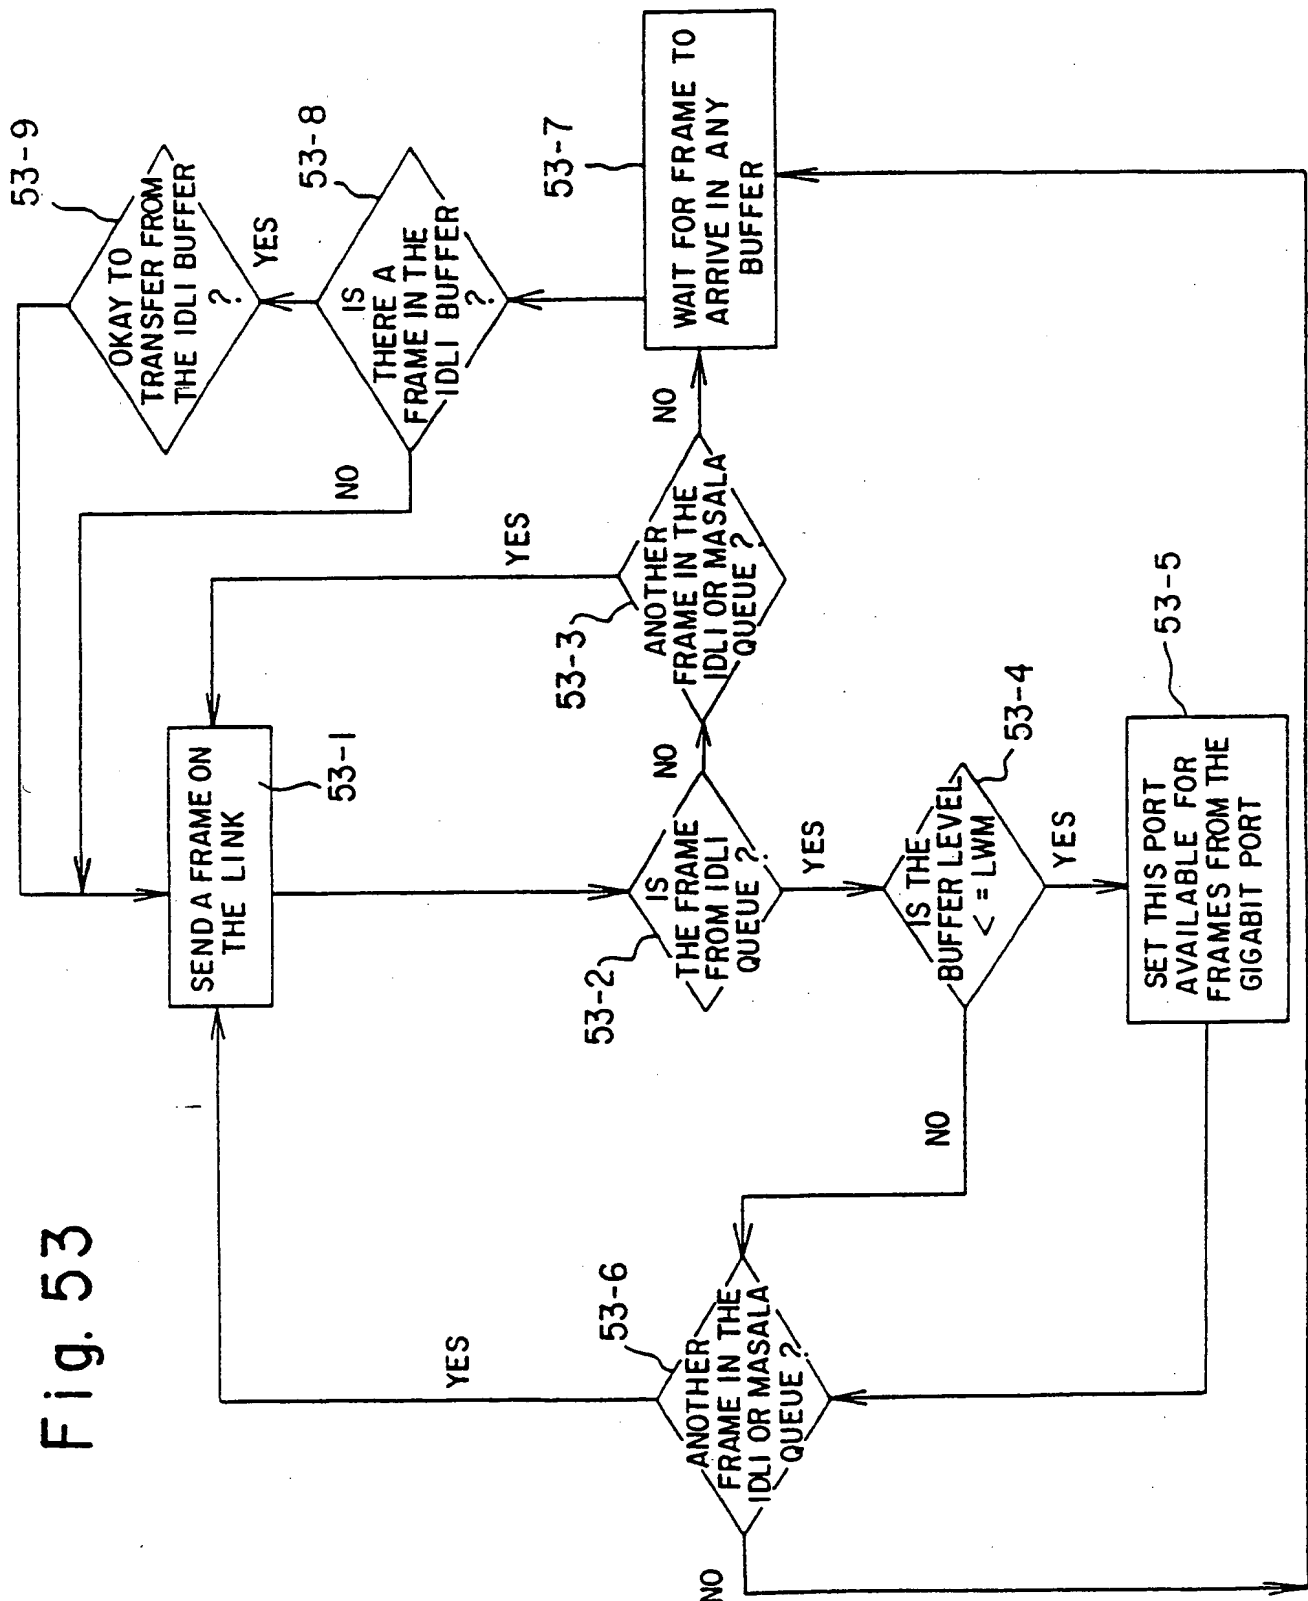 Fig. 53
SEND A FRAME ON
THE LINK
53-1
IS
THE FRAME
FROM IDLI
QUEUE ?
53-2
NO
YES
ANOTHER
FRAME IN THE
IDLI OR MASALA
QUEUE ?
53-3
YES
NO
IS THE
BUFFER LEVEL
< = LWM
53-4
YES
NO
SET THIS PORT
AVAILABLE FOR
FRAMES FROM THE
GIGABIT PORT
53-5
ANOTHER
FRAME IN THE
IDLI OR MASALA
QUEUE ?
53-6
YES
NO
WAIT FOR FRAME TO
ARRIVE IN ANY
BUFFER
53-7
IS
THERE A
FRAME IN THE
IDLI BUFFER
?
53-8
NO
YES
OKAY TO
TRANSFER FROM
THE IDLI BUFFER
?
53-9